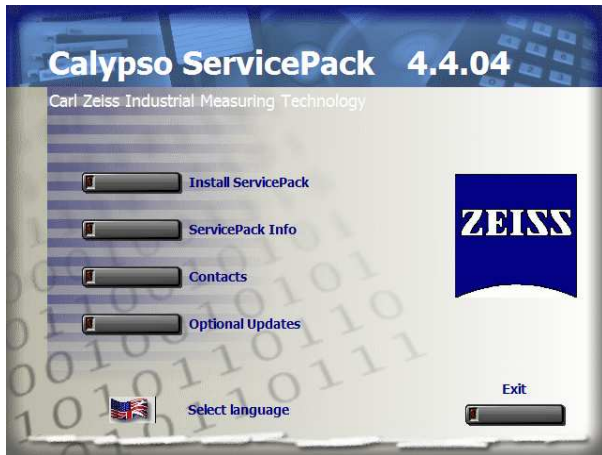 Calypso ServicePack 4.4.04
Carl Zeiss Industrial Measuring Technology
Install ServicePack
ServicePack Info
ZEISS
Contacts
Optional Updates
Exit
Select language